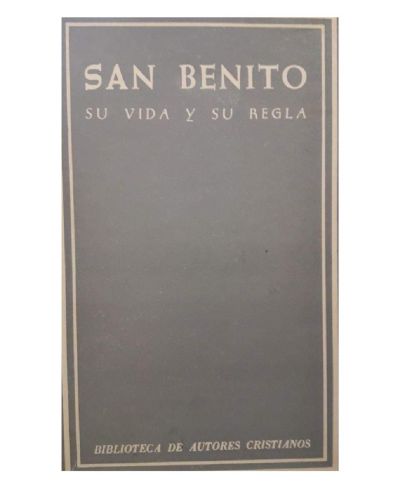 SAN BENITO
SU VIDA Y SU REGLA
BIBLIOTECA DE AUTORES CRISTIANOS